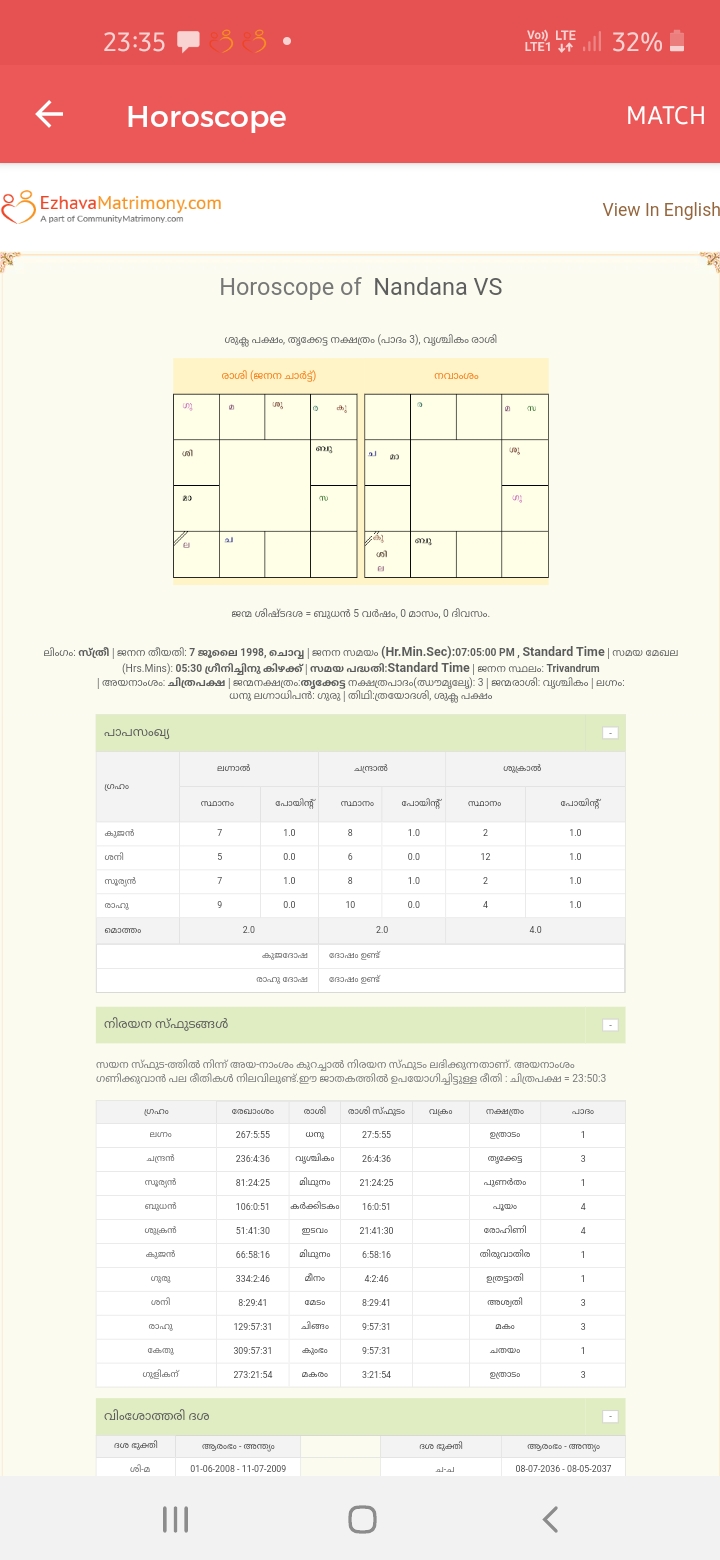 23:35
Vo)) LTE
LTE1
32%
Horoscope
MATCH
EzhavaMatrimony.com
A part of CommunityMatrimony.com
View In English
Horoscope of Nandana VS
ശുക്ല പക്ഷം, തൃക്കേട്ട നക്ഷത്രം (പാദം 3), വൃശ്ചികം രാശി
രാശി (ജനന ചാർട്ട്) നവാംശം
ഗു മ ശു ര കു ര മ സ
ശി ബു ച മാ ശു
മാ സ ഗു
ല ച കു ശി ല ബു
ജന്മ ശിഷ്ടദശ = ബുധൻ 5 വർഷം, 0 മാസം, 0 ദിവസം.
ലിംഗം: സ്ത്രീ | ജനന തീയതി: 7 ജൂലൈ 1998, ചൊവ്വ | ജനന സമയം (Hr.Min.Sec):07:05:00 PM , Standard Time | സമയ മേഖല
(Hrs.Mins): 05:30 ഗ്രീനിച്ചിനു കിഴക്ക് | സമയ പദ്ധതി:Standard Time | ജനന സ്ഥലം: Trivandrum
| അയനാംശം: ചിത്രപക്ഷ | ജന്മനക്ഷത്രം:തൃക്കേട്ട നക്ഷത്രപാദം(ഝൗമൂല്യേ): 3 | ജന്മരാശി: വൃശ്ചികം | ലഗ്നം:
ധനു ലഗ്നാധിപൻ: ഗുരു | തിഥി:ത്രയോദശി, ശുക്ല പക്ഷം
പാപസംഖ്യ -
ഗ്രഹം ലഗ്നാൽ ചന്ദ്രാൽ ശുക്രാൽ
സ്ഥാനം പോയിന്റ് സ്ഥാനം പോയിന്റ് സ്ഥാനം പോയിന്റ്
കുജൻ 7 1.0 8 1.0 2 1.0
ശനി 5 0.0 6 0.0 12 1.0
സൂര്യൻ 7 1.0 8 1.0 2 1.0
രാഹു 9 0.0 10 0.0 4 1.0
മൊത്തം 2.0 2.0 4.0
കുജദോഷ ദോഷം ഉണ്ട്
രാഹു ദോഷ ദോഷം ഉണ്ട്
നിരയന സ്ഫുടങ്ങൾ -
സയന സ്ഫുട-ത്തിൽ നിന്ന് അയ-നാംശം കുറച്ചാൽ നിരയന സ്ഫുടം ലഭിക്കുന്നതാണ്. അയനാംശം
ഗണിക്കുവാൻ പല രീതികൾ നിലവിലുണ്ട്.ഈ ജാതകത്തിൽ ഉപയോഗിച്ചിട്ടുള്ള രീതി : ചിത്രപക്ഷ = 23:50:3
ഗ്രഹം രേഖാംശം രാശി രാശി സ്ഫുടം വക്രം നക്ഷത്രം പാദം
ലഗ്നം 267:5:55 ധനു 27:5:55 ഉത്രാടം 1
ചന്ദ്രൻ 236:4:36 വൃശ്ചികം 26:4:36 തൃക്കേട്ട 3
സൂര്യൻ 81:24:25 മിഥുനം 21:24:25 പുണർതം 1
ബുധൻ 106:0:51 കർക്കിടകം 16:0:51 പൂയം 4
ശുക്രൻ 51:41:30 ഇടവം 21:41:30 രോഹിണി 4
കുജൻ 66:58:16 മിഥുനം 6:58:16 തിരുവാതിര 1
ഗുരു 334:2:46 മീനം 4:2:46 ഉത്രട്ടാതി 1
ശനി 8:29:41 മേടം 8:29:41 അശ്വതി 3
രാഹു 129:57:31 ചിങ്ങം 9:57:31 മകം 3
കേതു 309:57:31 കുംഭം 9:57:31 ചതയം 1
ഗുളികന് 273:21:54 മകരം 3:21:54 ഉത്രാടം 3
വിംശോത്തരി ദശ -
ദശ ഭുക്തി ആരംഭം - അന്ത്യം ദശ ഭുക്തി ആരംഭം - അന്ത്യം
ശി-മ 01-06-2008 - 11-07-2009 ച-ച 08-07-2036 - 08-05-2037